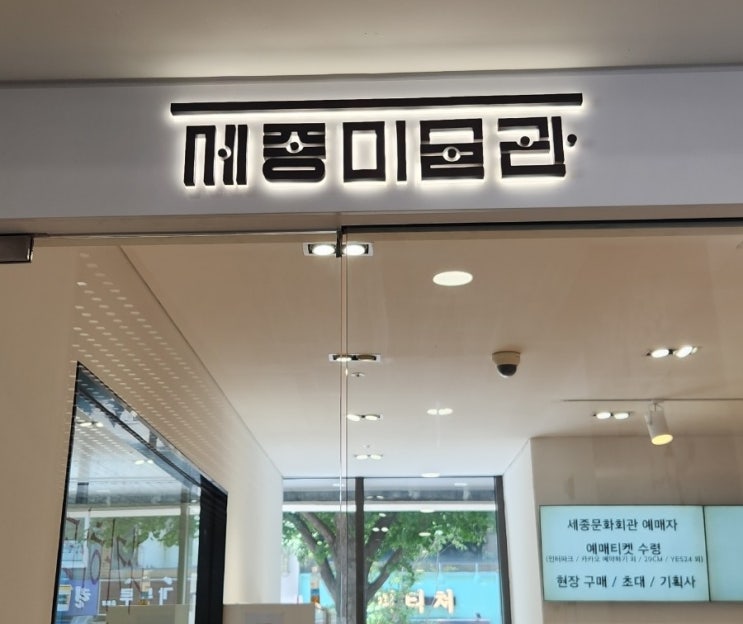 세종미술관
세종문화회관 예매자
예매티켓 수령
(인터파크 / 카카오 예약하기 외 / 29CM / YES24 외)
현장 구매 / 초대 / 기획사